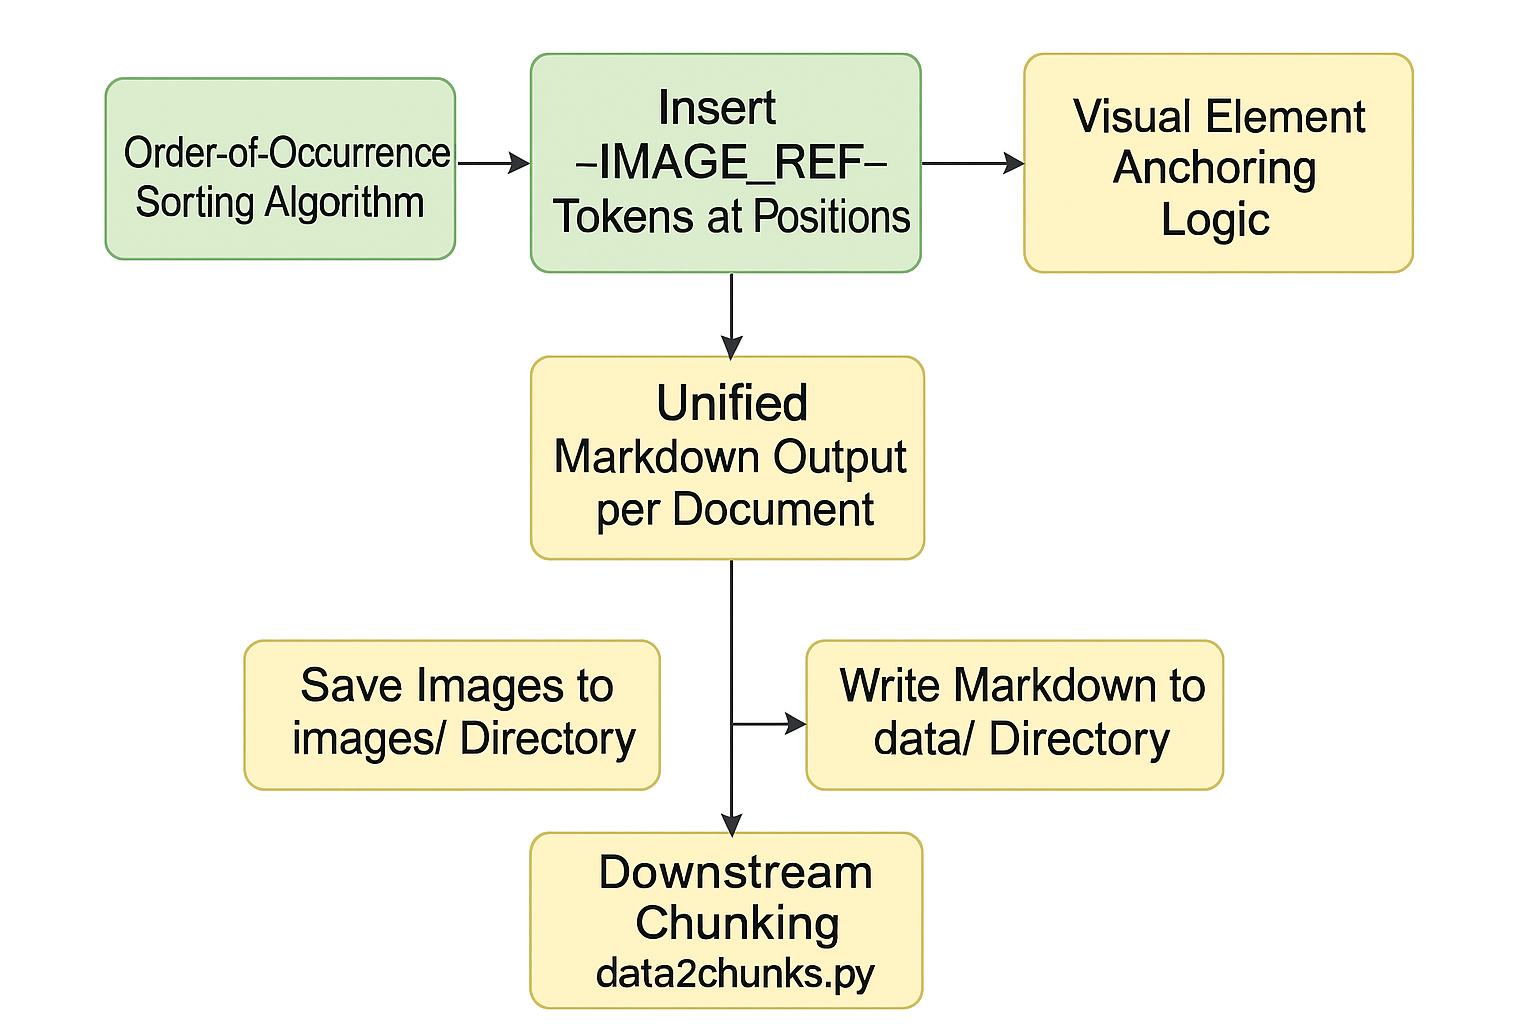 Order-of-Occurrence
Sorting Algorithm
Insert
–IMAGE_REF–
Tokens at Positions
Visual Element
Anchoring
Logic
Unified
Markdown Output
per Document
Save Images to
images/ Directory
Write Markdown to
data/ Directory
Downstream
Chunking
data2chunks.py